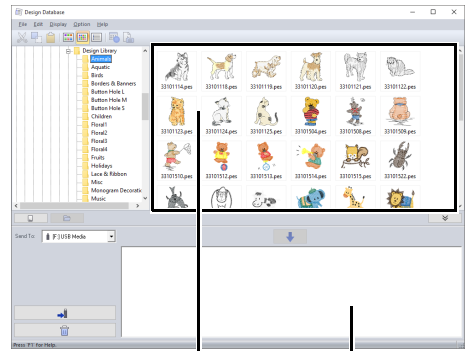 Design Database
File Edit Display Option Help
Design Library
Animals
Aquatic
Birds
Borders & Banners
Button Hole L
Button Hole M
Button Hole S
Children
Floral1
Floral2
Floral3
Floral4
Fruits
Holidays
Lace & Ribbon
Misc
Monogram Decoratio
Music
33101114.pes 33101118.pes 33101119.pes 33101120.pes 33101121.pes 33101122.pes
33101123.pes 33101124.pes 33101125.pes 33101504.pes 33101508.pes 33101509.pes
33101510.pes 33101512.pes 33101513.pes 33101514.pes 33101515.pes 33101522.pes
Send To: [F:] USB Media
Press 'F1' for Help.